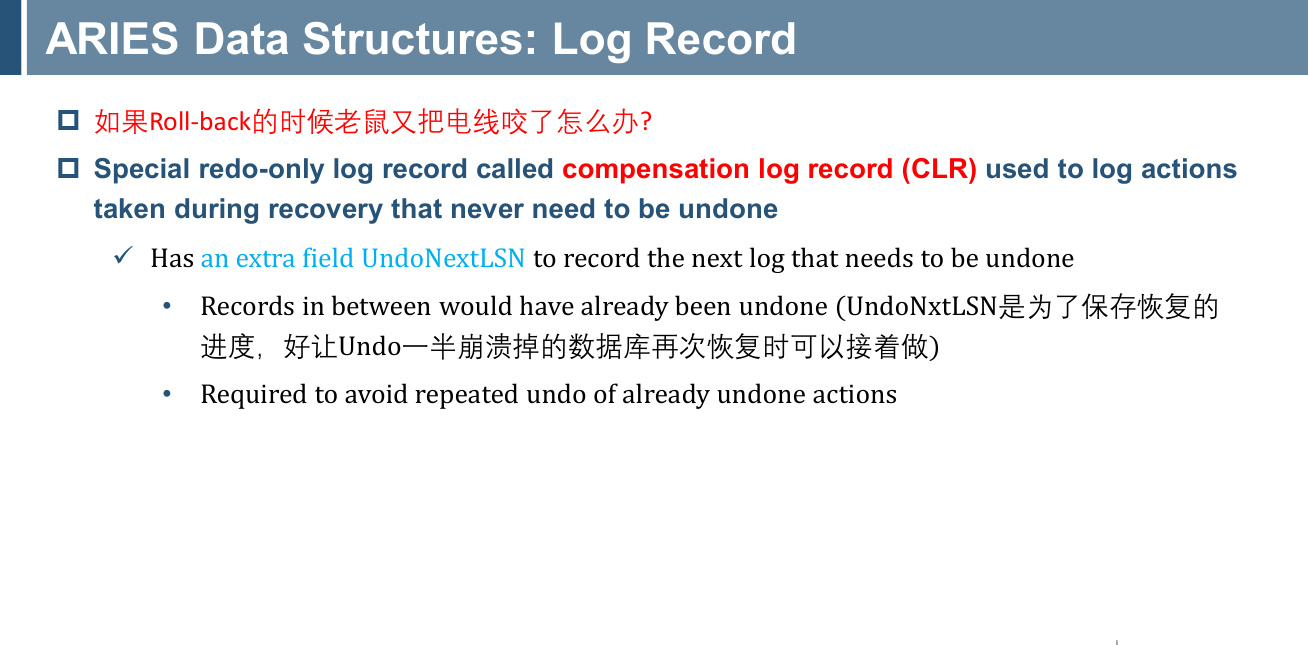 ARIES Data Structures: Log Record
如果Roll-back的时候老鼠又把电线咬了怎么办?
Special redo-only log record called compensation log record (CLR) used to log actions
taken during recovery that never need to be undone
Has an extra field UndoNextLSN to record the next log that needs to be undone
Records in between would have already been undone (UndoNxtLSN是为了保存恢复的
进度，好让Undo一半崩溃掉的数据库再次恢复时可以接着做)
Required to avoid repeated undo of already undone actions